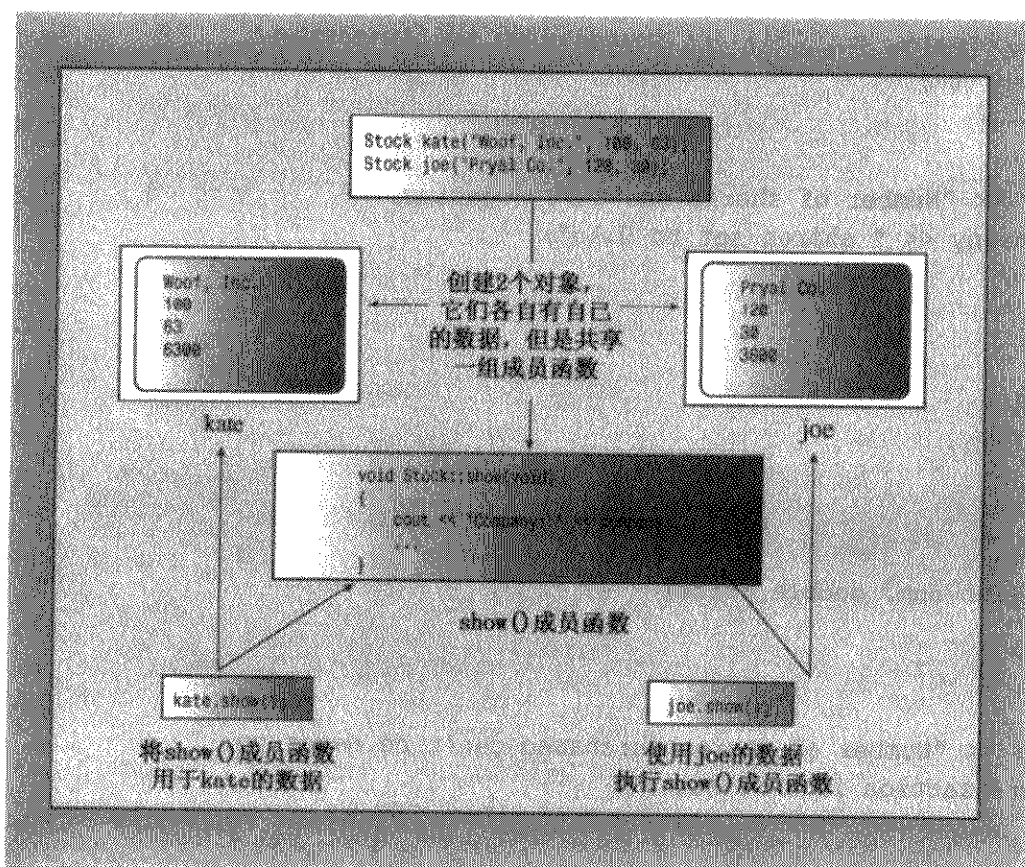 Stock kate("Woof, Inc.", 100, 63);
Stock joe("Pryal Co.", 120, 30);
Woof, Inc.
100
63
6300
创建2个对象,
它们各自有自己
的数据,但是共享
一组成员函数
Pryal Co.
120
30
3600
kate
joe
void Stock::show(void)
{
cout << "Company: " << company
...
}
show()成员函数
kate.show();
joe.show();
将show()成员函数
用于kate的数据
使用joe的数据
执行show()成员函数